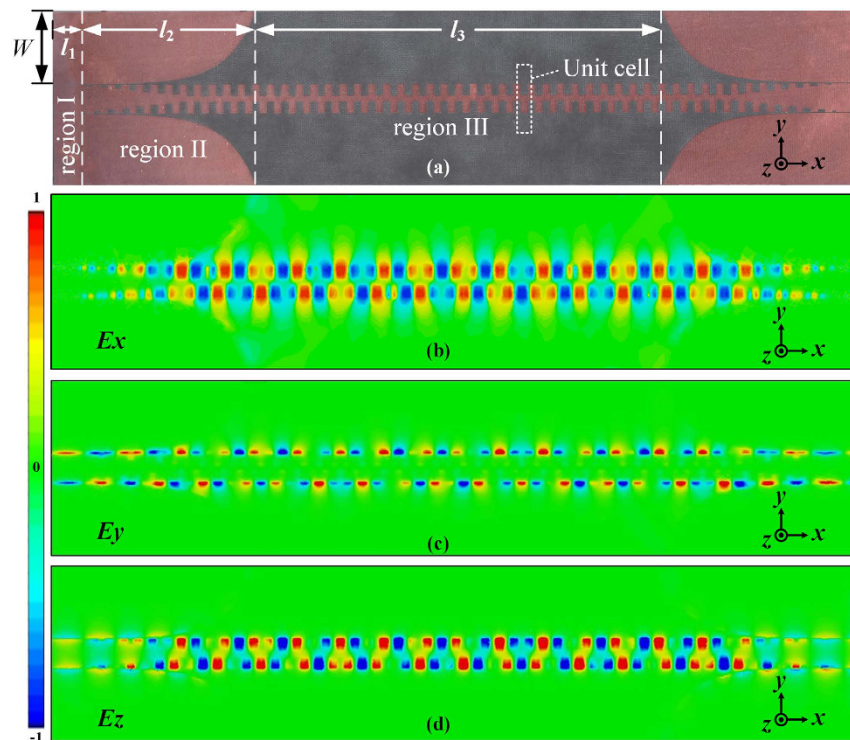 W
l1
l2
l3
Unit cell
region I
region II
region III
(a)
y
z
x
1
0
-1
Ex
(b)
y
z
x
Ey
(c)
y
z
x
Ez
(d)
y
z
x